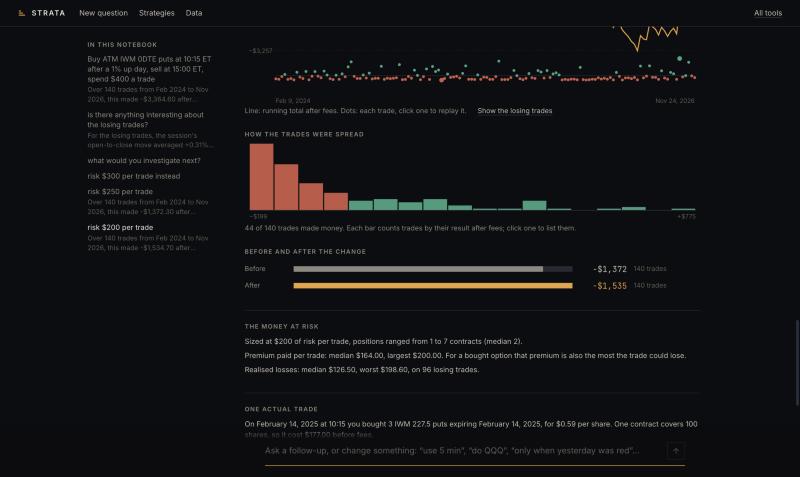 STRATA
New question
Strategies
Data
All tools
IN THIS NOTEBOOK
Buy ATM IWM 0DTE puts at 10:15 ET
after a 1% up day, sell at 15:00 ET,
spend $400 a trade
Over 140 trades from Feb 2024 to Nov
2026, this made -$3,364.60 after...
is there anything interesting about
the losing trades?
For the losing trades, the session's
open-to-close move averaged +0.31%...
what would you investigate next?
risk $300 per trade instead
risk $250 per trade
Over 140 trades from Feb 2024 to Nov
2026, this made -$1,372.30 after...
risk $200 per trade
Over 140 trades from Feb 2024 to Nov
2026, this made -$1,534.70 after...
−$3,257
Feb 9, 2024
Nov 24, 2026
Line: running total after fees. Dots: each trade, click one to replay it.
Show the losing trades
HOW THE TRADES WERE SPREAD
−$199
+$775
44 of 140 trades made money. Each bar counts trades by their result after fees; click one to list them.
BEFORE AND AFTER THE CHANGE
Before
-$1,372
140 trades
After
-$1,535
140 trades
THE MONEY AT RISK
Sized at $200 of risk per trade, positions ranged from 1 to 7 contracts (median 2).
Premium paid per trade: median $164.00, largest $200.00. For a bought option that premium is also the most the trade could lose.
Realised losses: median $126.50, worst $198.60, on 96 losing trades.
ONE ACTUAL TRADE
On February 14, 2025 at 10:15 you bought 3 IWM 227.5 puts expiring February 14, 2025, for $0.59 per share. One contract covers 100
shares, so it cost $177.00 before fees.
Ask a follow-up, or change something: "use 5 min", "do QQQ", "only when yesterday was red"...